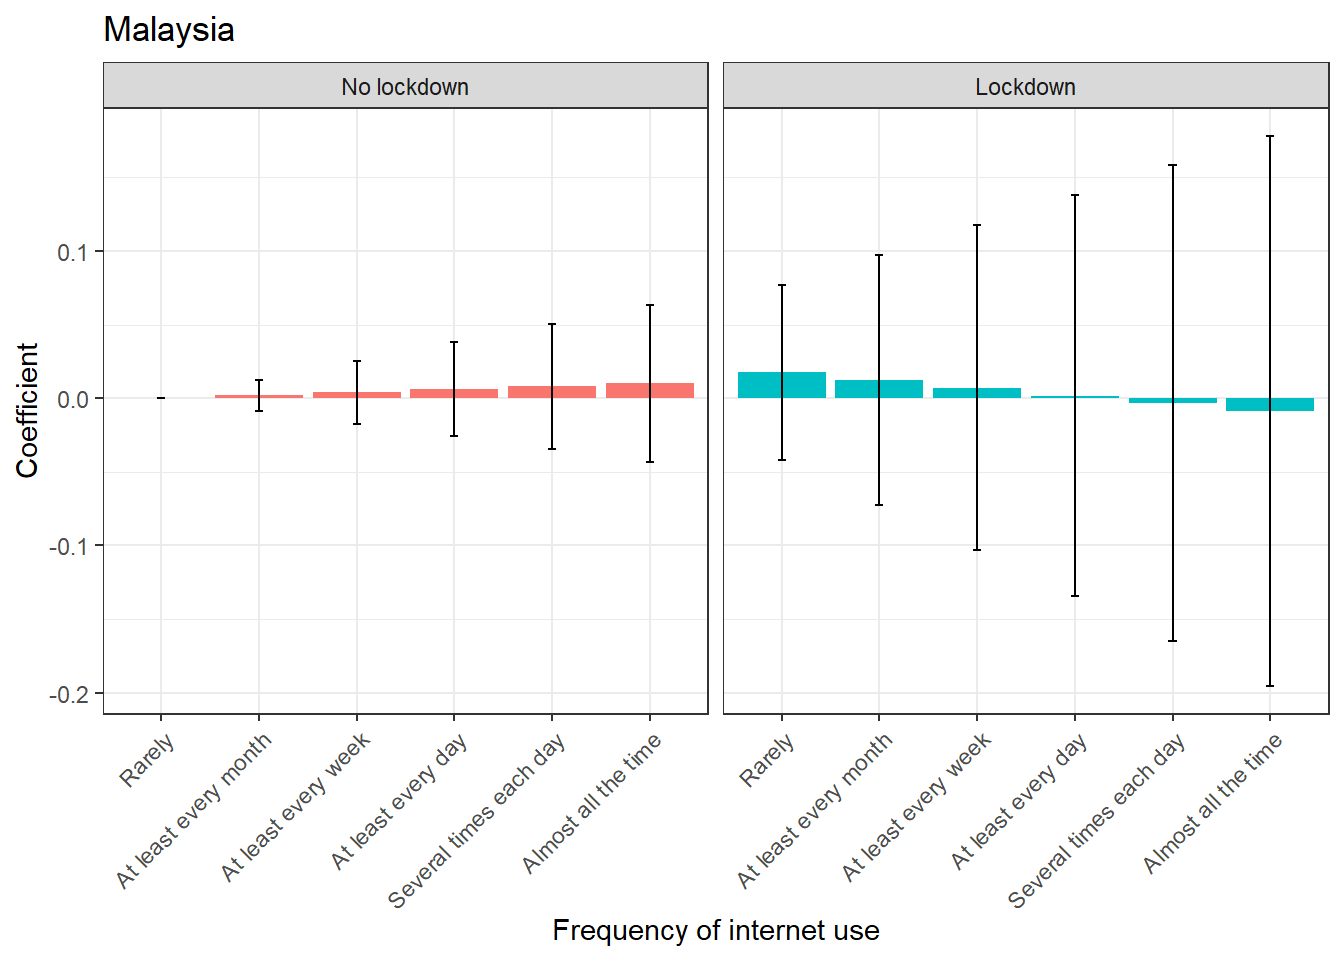 Malaysia
No lockdown
Lockdown
Coefficient
0.1
0.0
-0.1
-0.2
Rarely
At least every month
At least every week
At least every day
Several times each day
Almost all the time
Rarely
At least every month
At least every week
At least every day
Several times each day
Almost all the time
Frequency of internet use